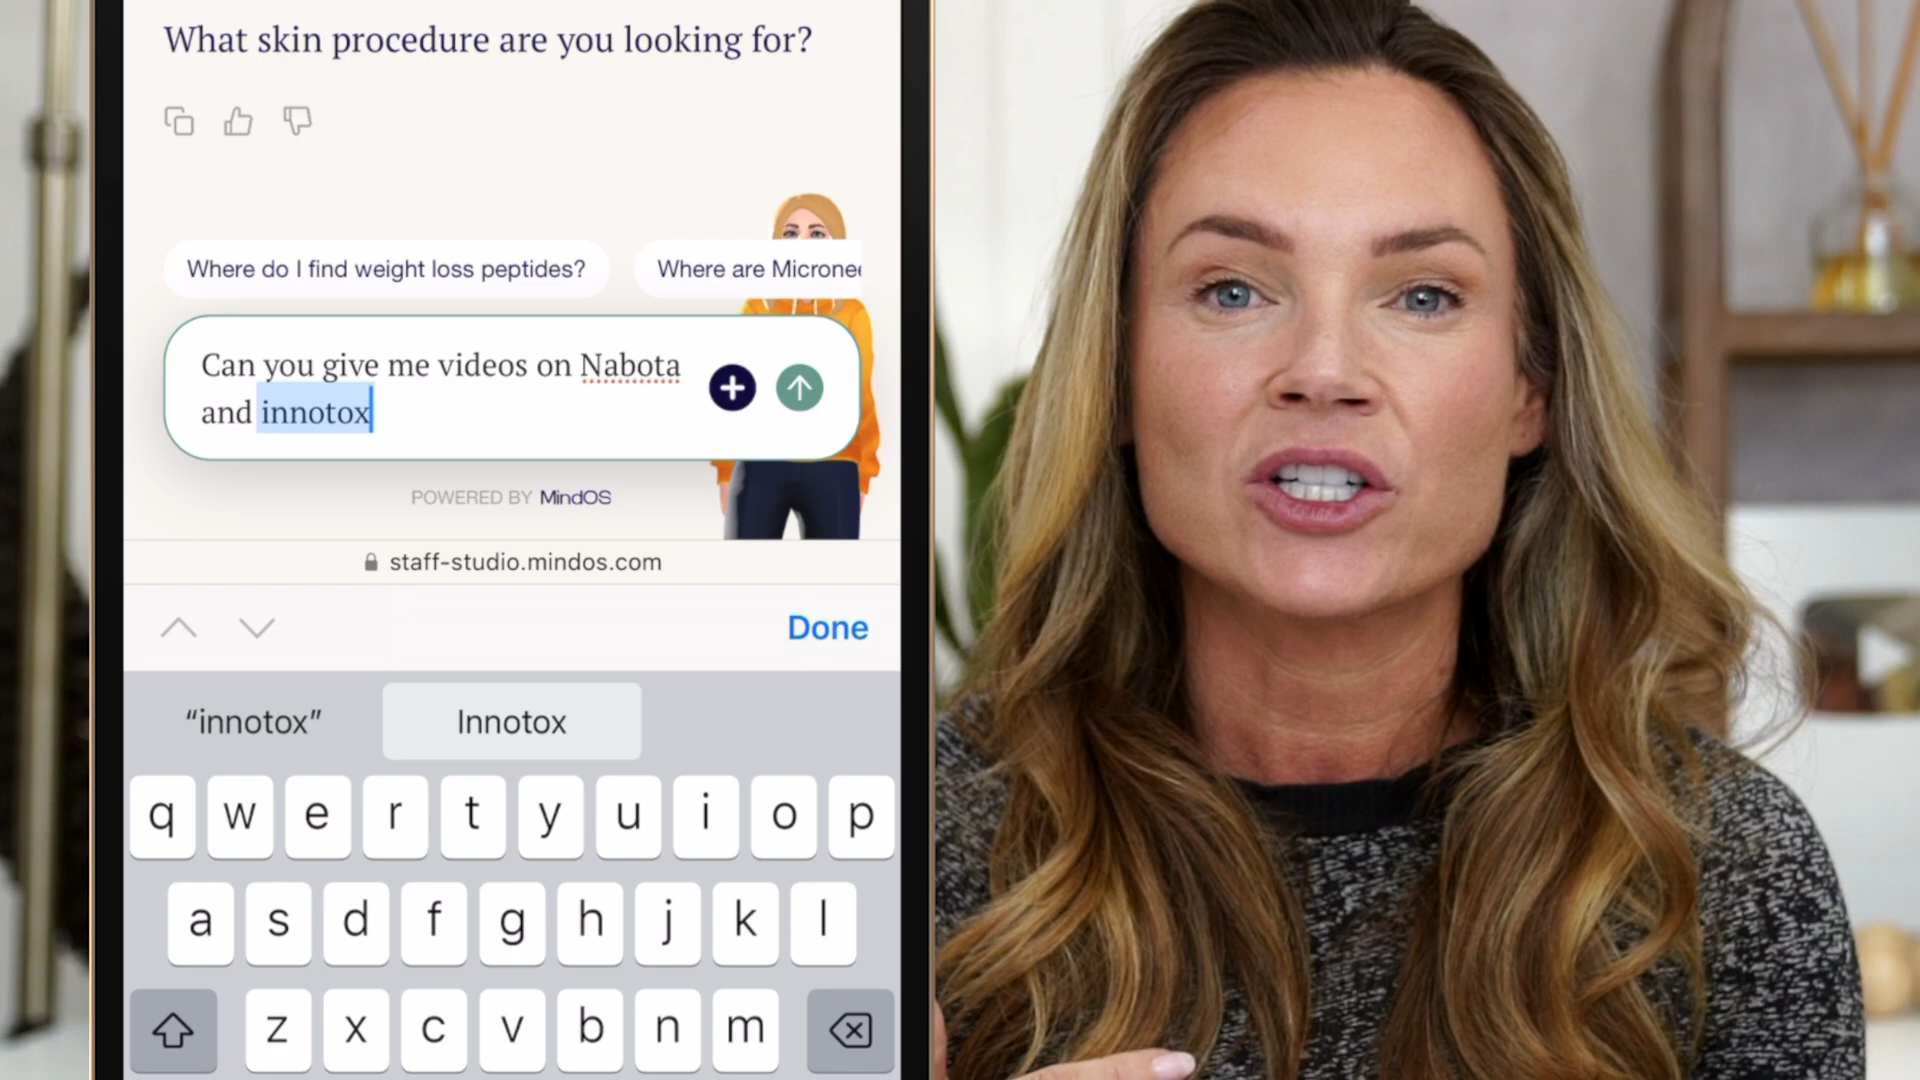 What skin procedure are you looking for?
Where do I find weight loss peptides?
Where are Microne
Can you give me videos on Nabota
and innotox
POWERED BY MindOS
staff-studio.mindos.com
Done
“innotox”
Innotox
q w e r t y u i o p
a s d f g h j k l
z x c v b n m